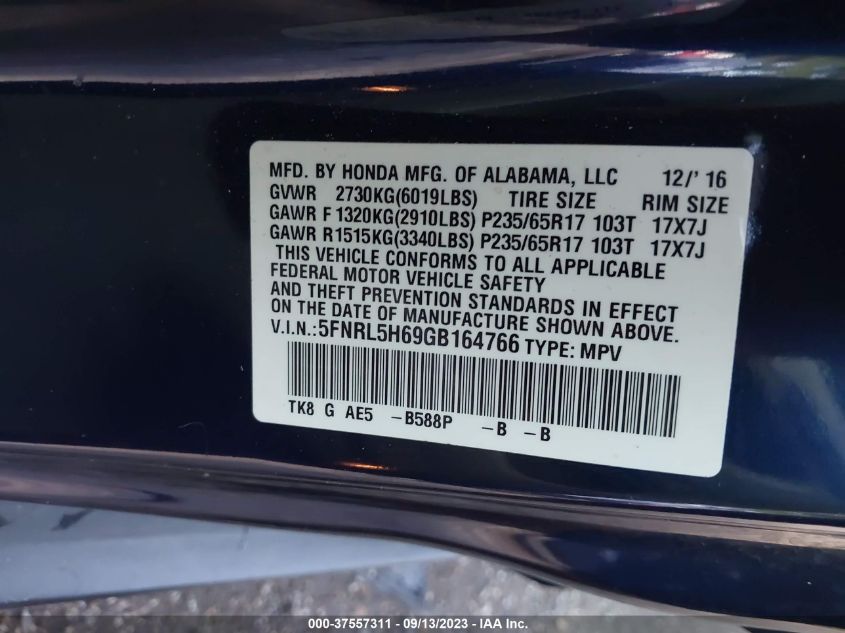 MFD. BY HONDA MFG. OF ALABAMA, LLC 12/'16
GVWR 2730KG(6019LBS) TIRE SIZE RIM SIZE
GAWR F 1320KG(2910LBS) P235/65R17 103T 17X7J
GAWR R1515KG(3340LBS) P235/65R17 103T 17X7J
THIS VEHICLE CONFORMS TO ALL APPLICABLE
FEDERAL MOTOR VEHICLE SAFETY
AND THEFT PREVENTION STANDARDS IN EFFECT
ON THE DATE OF MANUFACTURE SHOWN ABOVE.
V.I.N.:5FNRL5H69GB164766 TYPE: MPV
TK8 G AE5 -B588P -B -B
000-37557311 - 09/13/2023 - IAA Inc.